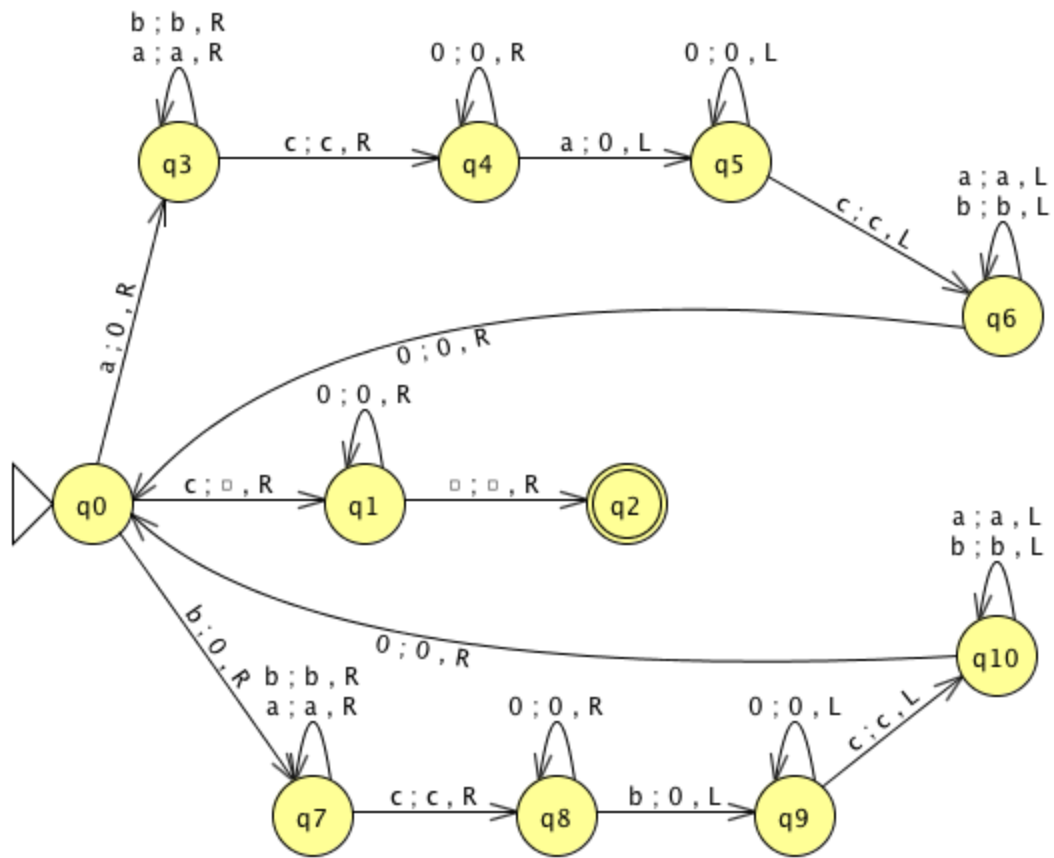 b ; b , R
a ; a , R
0 ; 0 , R
0 ; 0 , L
q3
c ; c , R
q4
a ; 0 , L
q5
a ; a , L
b ; b , L
c ; c , L
a ; 0 , R
q6
0 ; 0 , R
0 ; 0 , R
q0
c ; □ , R
q1
□ ; □ , R
q2
a ; a , L
b ; b , L
b ; 0 , R
0 ; 0 , R
q10
b ; b , R
a ; a , R
0 ; 0 , R
0 ; 0 , L
c ; c , L
q7
c ; c , R
q8
b ; 0 , L
q9